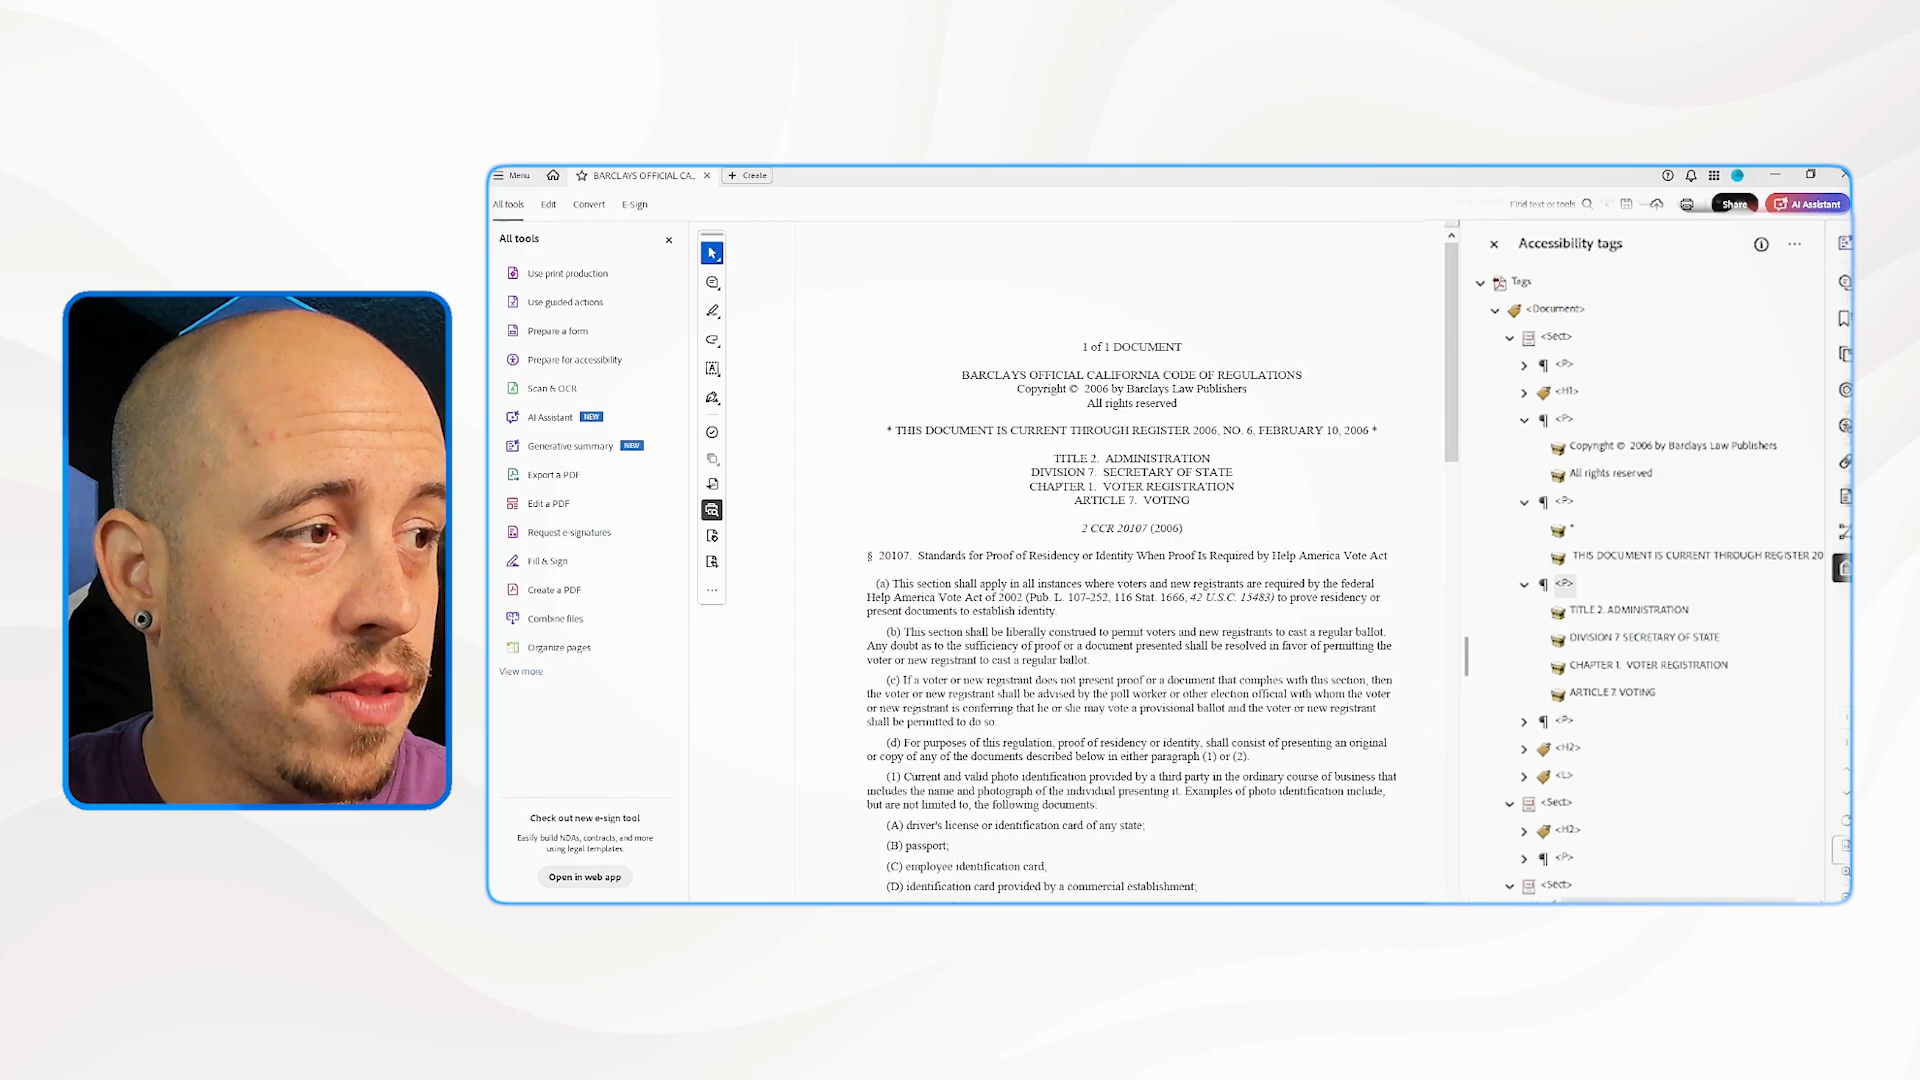 Menu
BARCLAYS OFFICIAL CA...
Create
All tools
Edit
Convert
E-Sign
Find text or tools
Share
AI Assistant
All tools
Use print production
Use guided actions
Prepare a form
Prepare for accessibility
Scan & OCR
AI Assistant NEW
Generative summary NEW
Export a PDF
Edit a PDF
Request e-signatures
Fill & Sign
Create a PDF
Combine files
Organize pages
View more
Check out new e-sign tool
Easily build NDAs, contracts, and more
using legal templates.
Open in web app
1 of 1 DOCUMENT
BARCLAYS OFFICIAL CALIFORNIA CODE OF REGULATIONS
Copyright © 2006 by Barclays Law Publishers
All rights reserved
* THIS DOCUMENT IS CURRENT THROUGH REGISTER 2006, NO. 6, FEBRUARY 10, 2006 *
TITLE 2. ADMINISTRATION
DIVISION 7. SECRETARY OF STATE
CHAPTER 1. VOTER REGISTRATION
ARTICLE 7. VOTING
2 CCR 20107 (2006)
§ 20107. Standards for Proof of Residency or Identity When Proof Is Required by Help America Vote Act
(a) This section shall apply in all instances where voters and new registrants are required by the federal
Help America Vote Act of 2002 (Pub. L. 107-252, 116 Stat. 1666, 42 U.S.C. 15483) to prove residency or
present documents to establish identity.
(b) This section shall be liberally construed to permit voters and new registrants to cast a regular ballot.
Any doubt as to the sufficiency of proof or a document presented shall be resolved in favor of permitting the
voter or new registrant to cast a regular ballot.
(c) If a voter or new registrant does not present proof or a document that complies with this section, then
the voter or new registrant shall be advised by the poll worker or other election official with whom the voter
or new registrant is conferring that he or she may vote a provisional ballot and the voter or new registrant
shall be permitted to do so.
(d) For purposes of this regulation, proof of residency or identity, shall consist of presenting an original
or copy of any of the documents described below in either paragraph (1) or (2).
(1) Current and valid photo identification provided by a third party in the ordinary course of business that
includes the name and photograph of the individual presenting it. Examples of photo identification include,
but are not limited to, the following documents:
(A) driver's license or identification card of any state;
(B) passport;
(C) employee identification card,
(D) identification card provided by a commercial establishment;
Accessibility tags
Tags
<Document>
<Sect>
<P>
<H1>
<P>
Copyright © 2006 by Barclays Law Publishers
All rights reserved
<P>
*
THIS DOCUMENT IS CURRENT THROUGH REGISTER 20
<P>
TITLE 2. ADMINISTRATION
DIVISION 7. SECRETARY OF STATE
CHAPTER 1. VOTER REGISTRATION
ARTICLE 7. VOTING
<P>
<H2>
<L>
<Sect>
<H2>
<P>
<Sect>